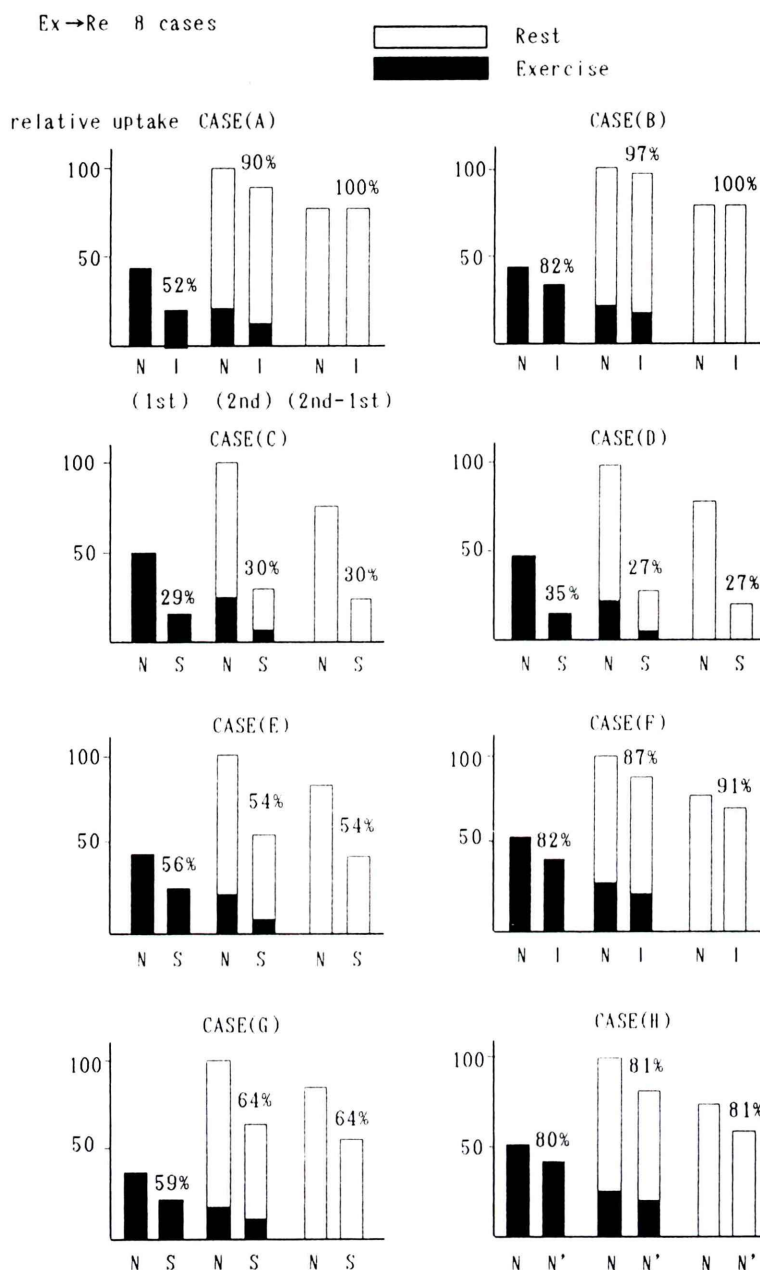 Ex→Re 8 cases
Rest
Exercise
relative uptake CASE(A)
100
50
52%
90%
100%
N I N I N I
(1st) (2nd) (2nd-1st)
CASE(B)
100
50
82%
97%
100%
N I N I N I
CASE(C)
100
50
29%
30%
30%
N S N S N S
CASE(D)
100
50
35%
27%
27%
N S N S N S
CASE(E)
100
50
56%
54%
54%
N S N S N S
CASE(F)
100
50
82%
87%
91%
N I N I N I
CASE(G)
100
50
59%
64%
64%
N S N S N S
CASE(H)
100
50
80%
81%
81%
N N' N N' N N'